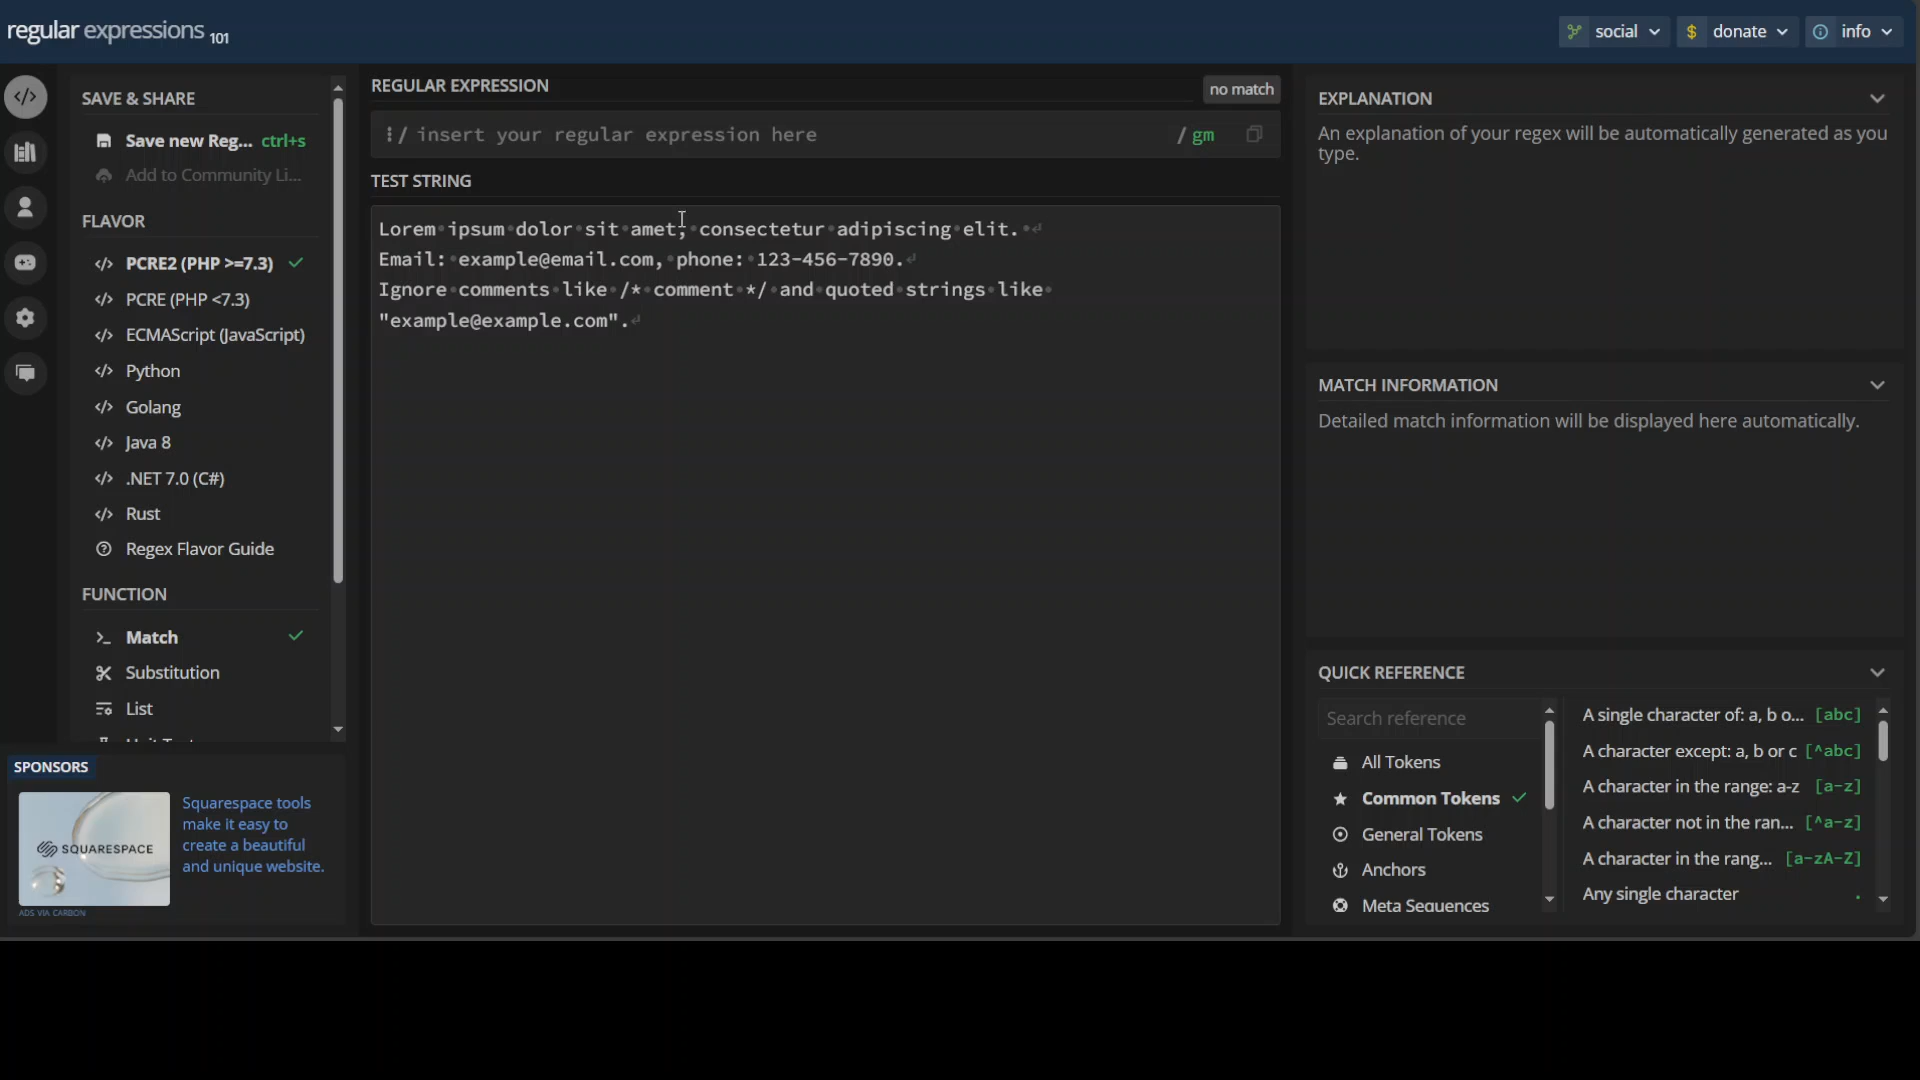 regular expressions 101
social
donate
info
SAVE & SHARE
Save new Reg... ctrl+s
Add to Community Li...
FLAVOR
PCRE2 (PHP >=7.3)
PCRE (PHP <7.3)
ECMAScript (JavaScript)
Python
Golang
Java 8
.NET 7.0 (C#)
Rust
Regex Flavor Guide
FUNCTION
Match
Substitution
List
SPONSORS
SQUARESPACE
ADS VIA CARBON
Squarespace tools
make it easy to
create a beautiful
and unique website.
REGULAR EXPRESSION
no match
/ insert your regular expression here / gm
TEST STRING
Lorem ipsum dolor sit amet, consectetur adipiscing elit.
Email: example@email.com, phone: 123-456-7890.
Ignore comments like /* comment */ and quoted strings like
"example@example.com".
EXPLANATION
An explanation of your regex will be automatically generated as you
type.
MATCH INFORMATION
Detailed match information will be displayed here automatically.
QUICK REFERENCE
Search reference
All Tokens
Common Tokens
General Tokens
Anchors
Meta Sequences
A single character of: a, b o... [abc]
A character except: a, b or c [^abc]
A character in the range: a-z [a-z]
A character not in the ran... [^a-z]
A character in the rang... [a-zA-Z]
Any single character .